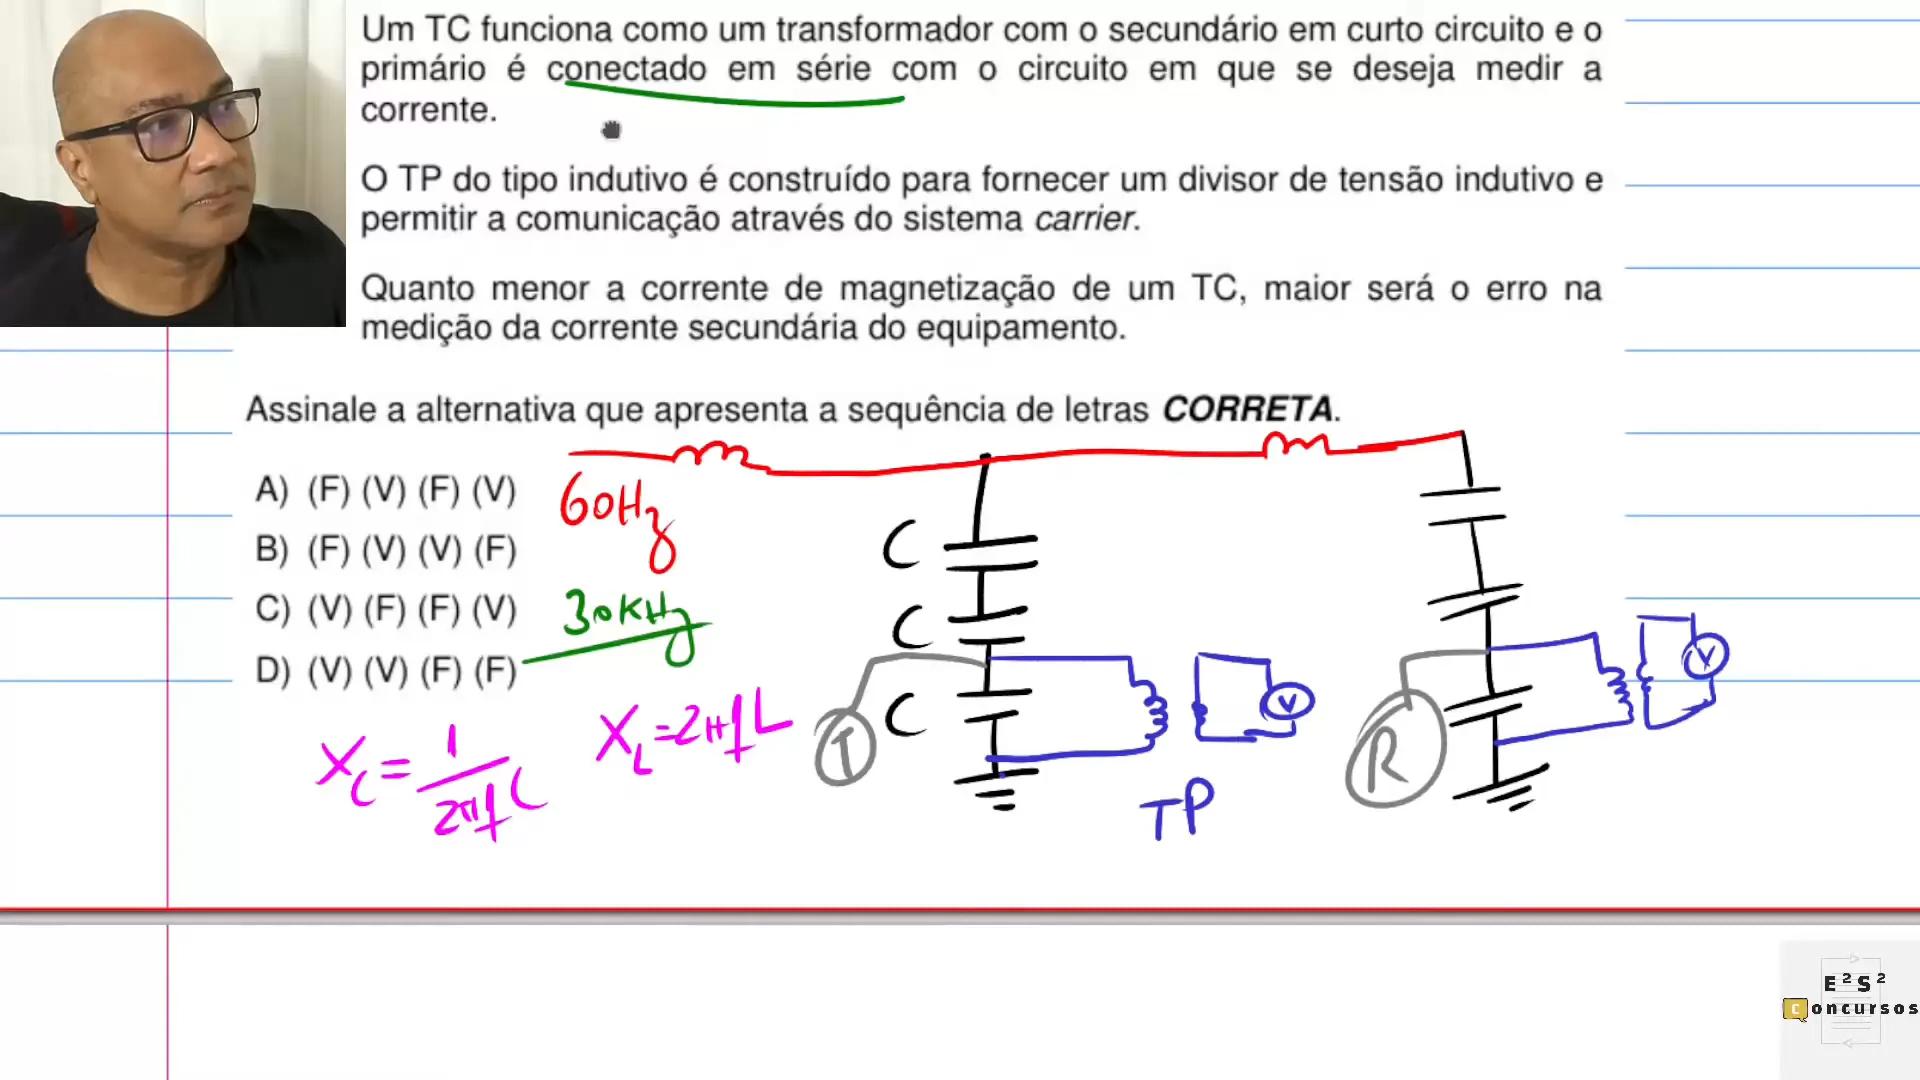 Um TC funciona como um transformador com o secundário em curto circuito e o
primário é conectado em série com o circuito em que se deseja medir a
corrente.
O TP do tipo indutivo é construído para fornecer um divisor de tensão indutivo e
permitir a comunicação através do sistema carrier.
Quanto menor a corrente de magnetização de um TC, maior será o erro na
medição da corrente secundária do equipamento.
Assinale a alternativa que apresenta a sequência de letras CORRETA.
A) (F) (V) (F) (V)
B) (F) (V) (V) (F)
C) (V) (F) (F) (V)
D) (V) (V) (F) (F)
60Hz
30KHz
XC = 1/2πfC
XL = 2πfL
C
C
C
T
V
TP
R
V
E²S²
Concursos